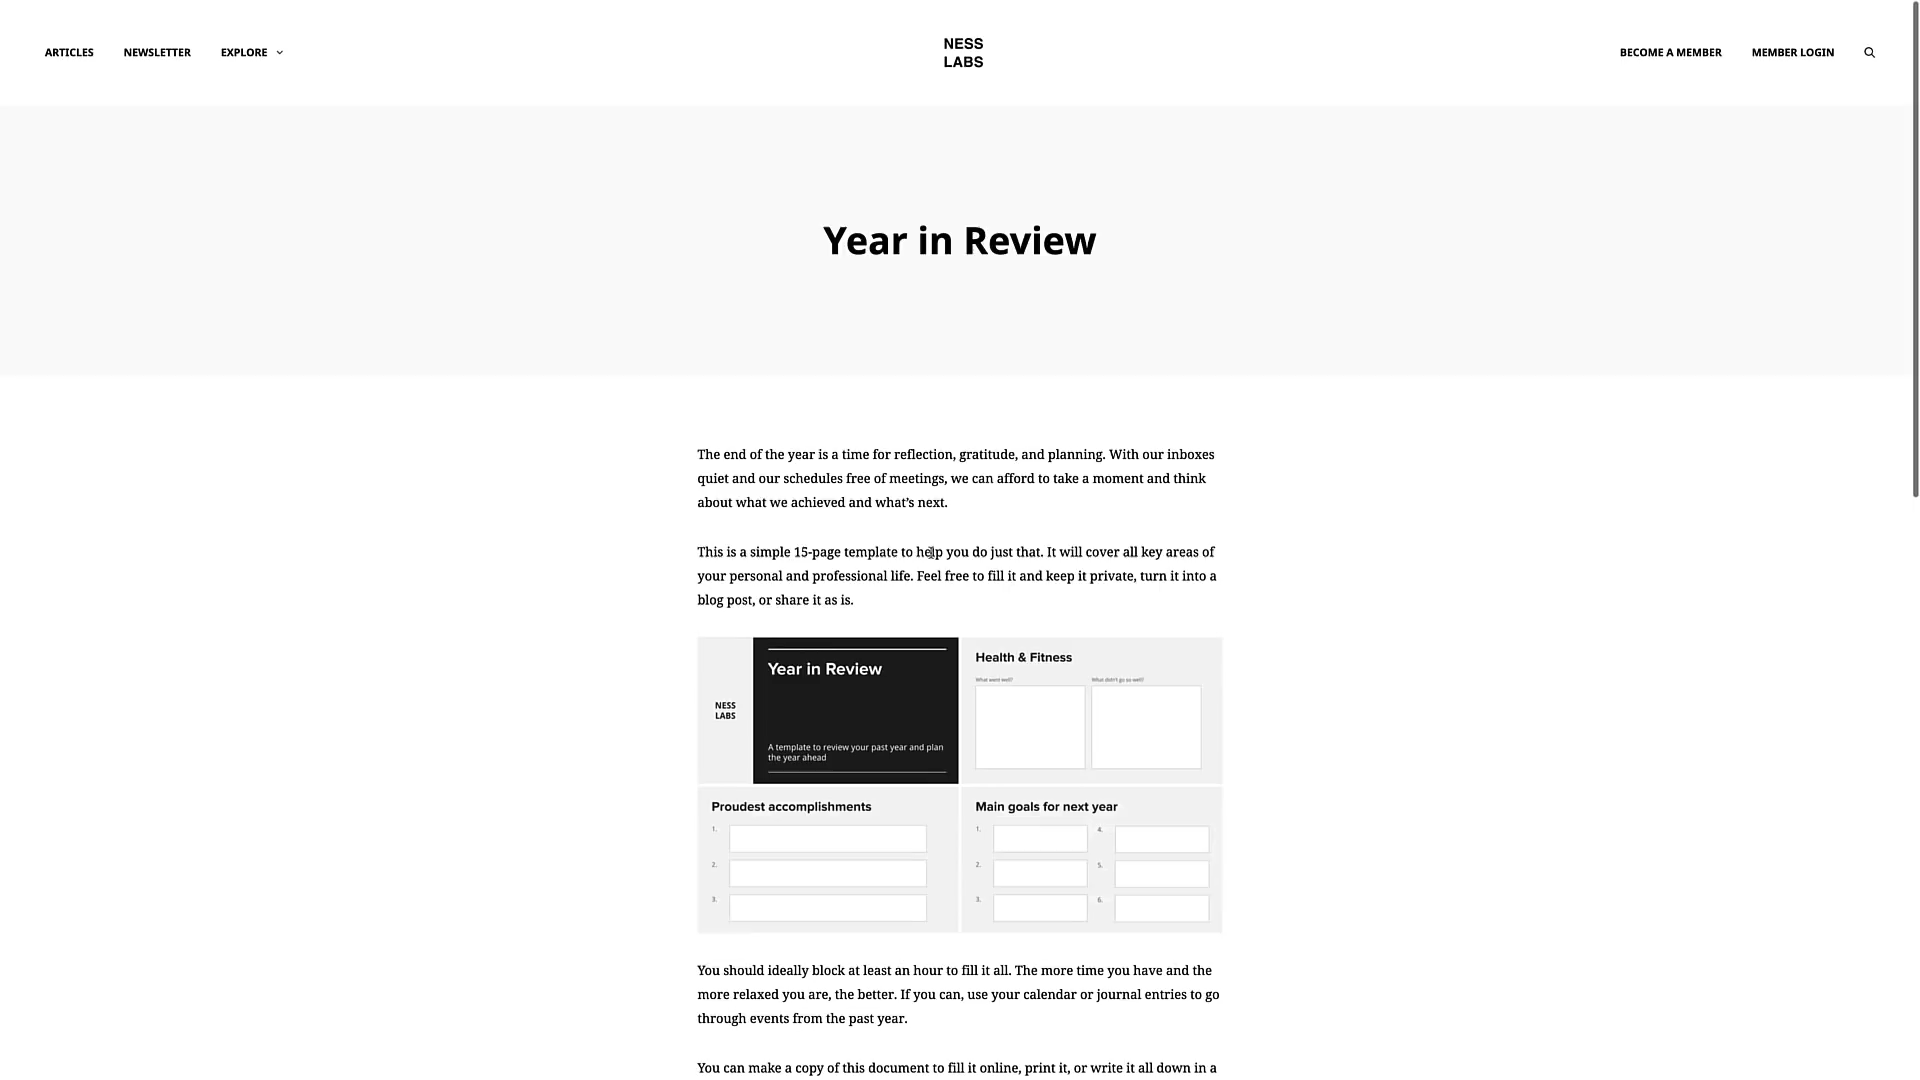 ARTICLES NEWSLETTER EXPLORE
NESS
LABS
BECOME A MEMBER MEMBER LOGIN
Year in Review
The end of the year is a time for reflection, gratitude, and planning. With our inboxes
quiet and our schedules free of meetings, we can afford to take a moment and think
about what we achieved and what’s next.
This is a simple 15-page template to help you do just that. It will cover all key areas of
your personal and professional life. Feel free to fill it and keep it private, turn it into a
blog post, or share it as is.
NESS
LABS
Year in Review
A template to review your past year and plan
the year ahead
Health & Fitness
What went well? What didn't go so well?
Proudest accomplishments
1.
2.
3.
Main goals for next year
1. 4.
2. 5.
3. 6.
You should ideally block at least an hour to fill it all. The more time you have and the
more relaxed you are, the better. If you can, use your calendar or journal entries to go
through events from the past year.
You can make a copy of this document to fill it online, print it, or write it all down in a